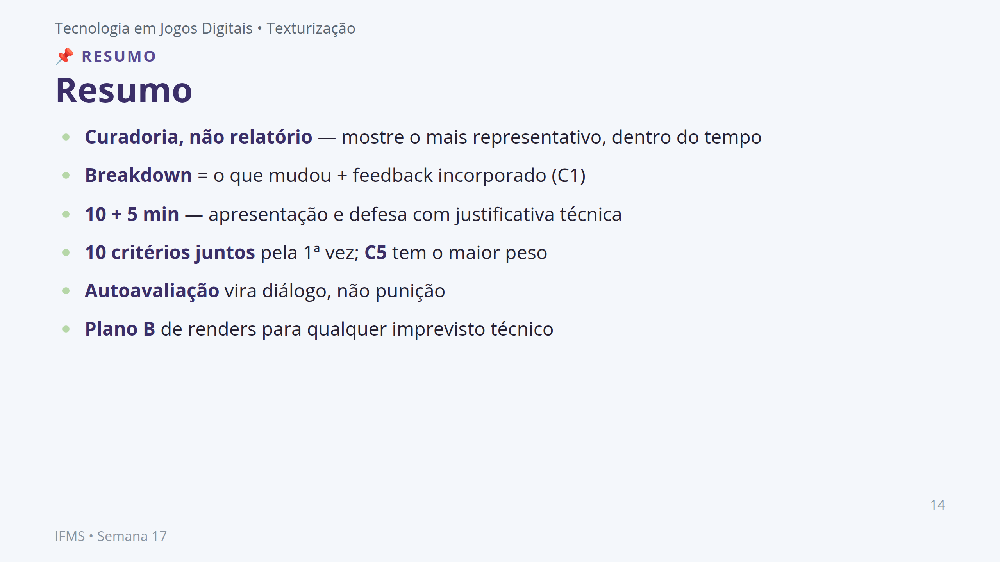 Tecnologia em Jogos Digitais • Texturização
📌 RESUMO
Resumo
• Curadoria, não relatório — mostre o mais representativo, dentro do tempo
• Breakdown = o que mudou + feedback incorporado (C1)
• 10 + 5 min — apresentação e defesa com justificativa técnica
• 10 critérios juntos pela 1ª vez; C5 tem o maior peso
• Autoavaliação vira diálogo, não punição
• Plano B de renders para qualquer imprevisto técnico
14
IFMS • Semana 17